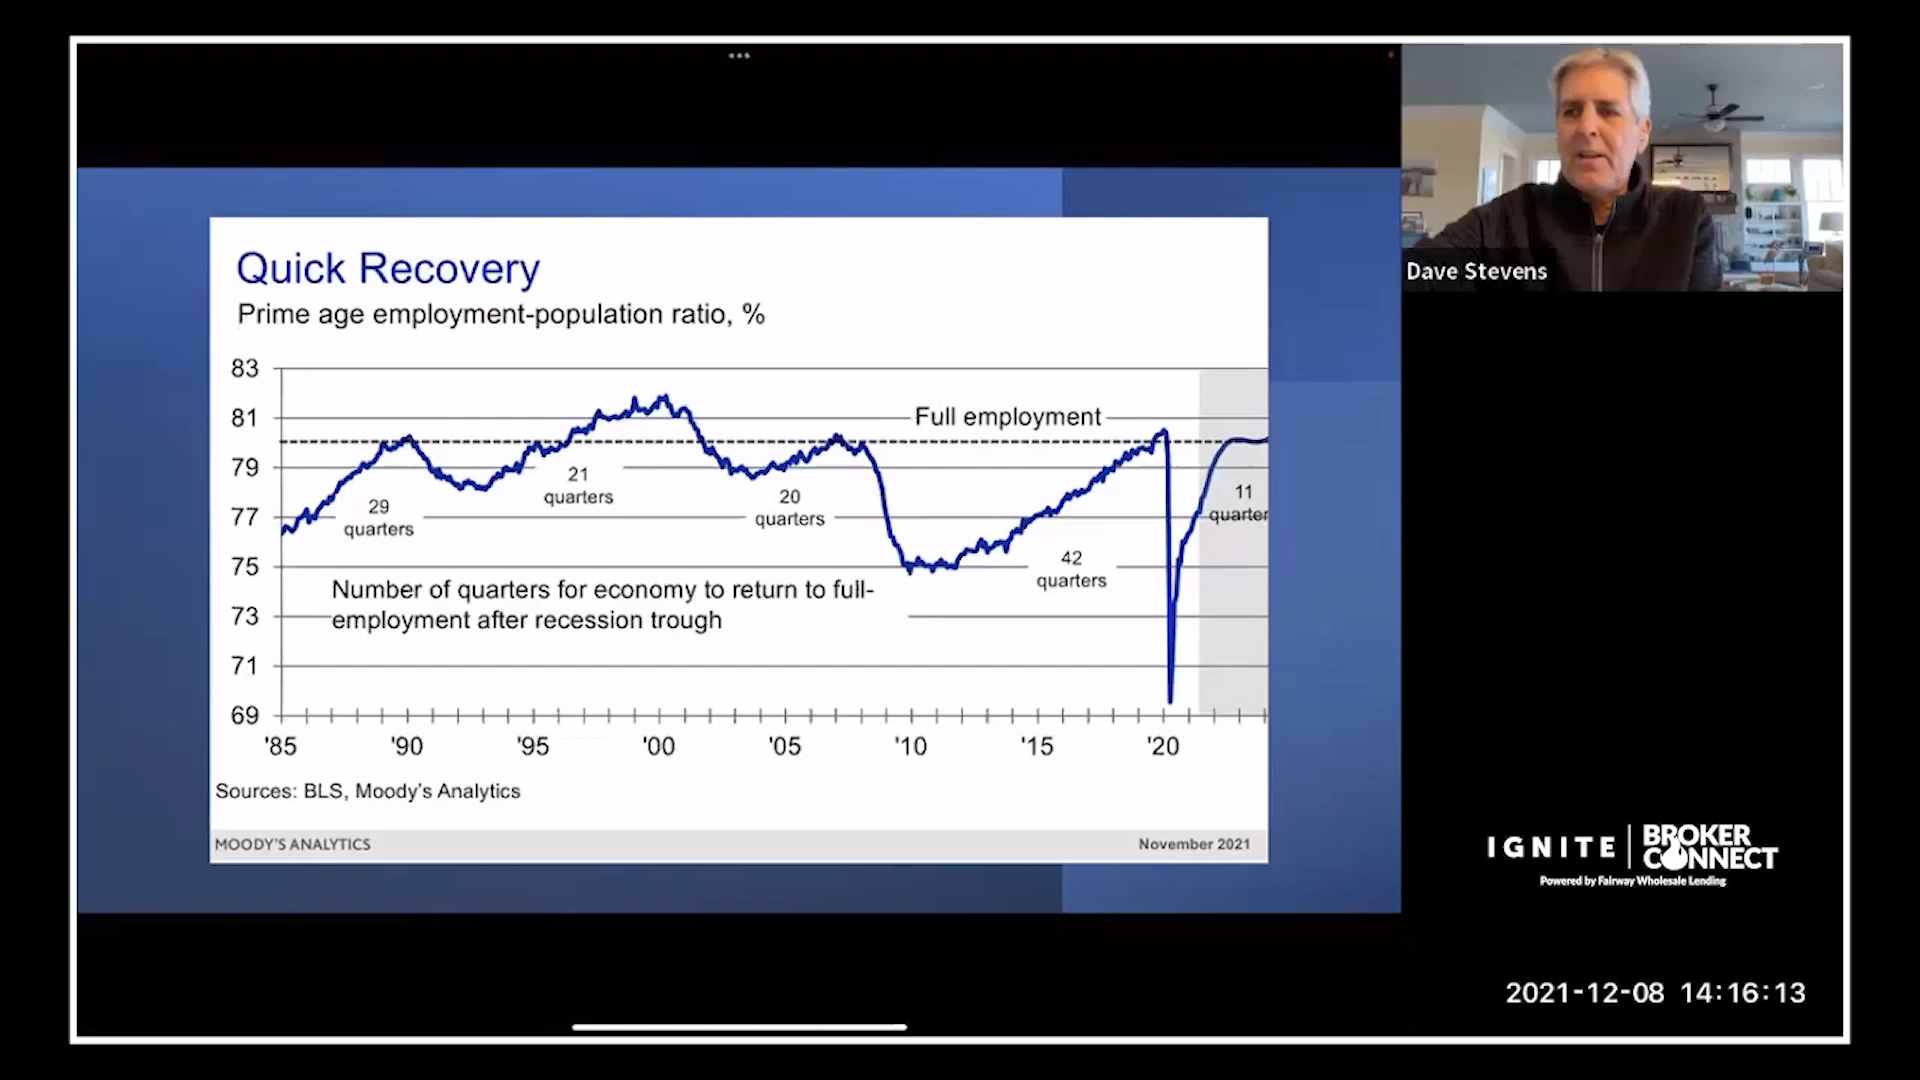 Quick Recovery
Prime age employment-population ratio, %
83
81
79
77
75
73
71
69
Full employment
29
quarters
21
quarters
20
quarters
42
quarters
11
quarter
Number of quarters for economy to return to full-
employment after recession trough
'85 '90 '95 '00 '05 '10 '15 '20
Sources: BLS, Moody's Analytics
MOODY'S ANALYTICS November 2021
Dave Stevens
IGNITE BROKER
CONNECT
Powered by Fairway Wholesale Lending
2021-12-08 14:16:13